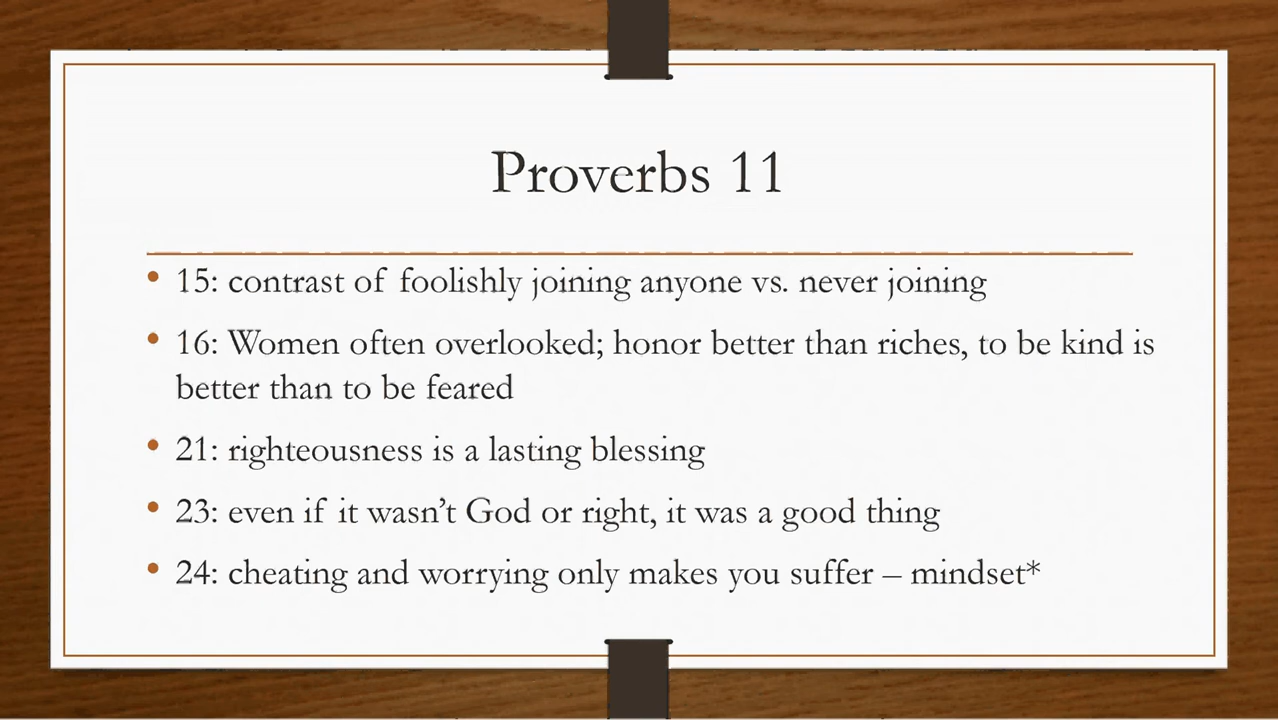 Proverbs 11
• 15: contrast of foolishly joining anyone vs. never joining
• 16: Women often overlooked; honor better than riches, to be kind is
better than to be feared
• 21: righteousness is a lasting blessing
• 23: even if it wasn’t God or right, it was a good thing
• 24: cheating and worrying only makes you suffer – mindset*